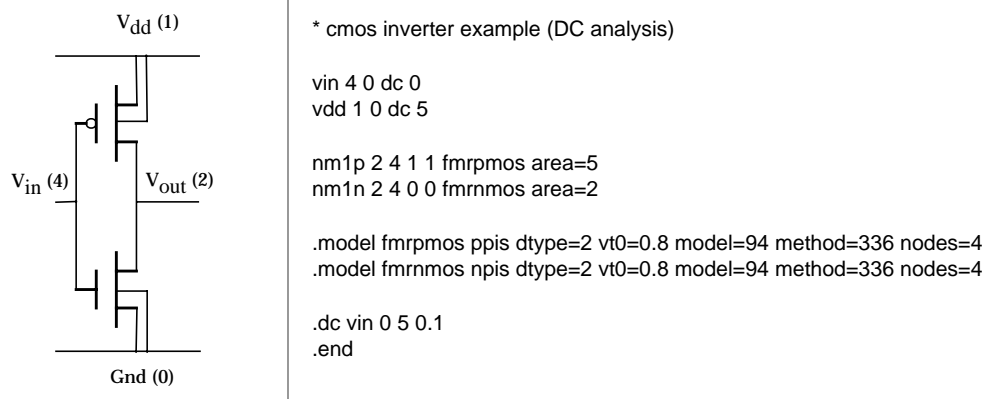 V_dd (1)
V_in (4)
V_out (2)
Gnd (0)
* cmos inverter example (DC analysis)
vin 4 0 dc 0
vdd 1 0 dc 5
nm1p 2 4 1 1 fmrpmos area=5
nm1n 2 4 0 0 fmrnmos area=2
.model fmrpmos ppis dtype=2 vt0=0.8 model=94 method=336 nodes=4
.model fmrnmos npis dtype=2 vt0=0.8 model=94 method=336 nodes=4
.dc vin 0 5 0.1
.end